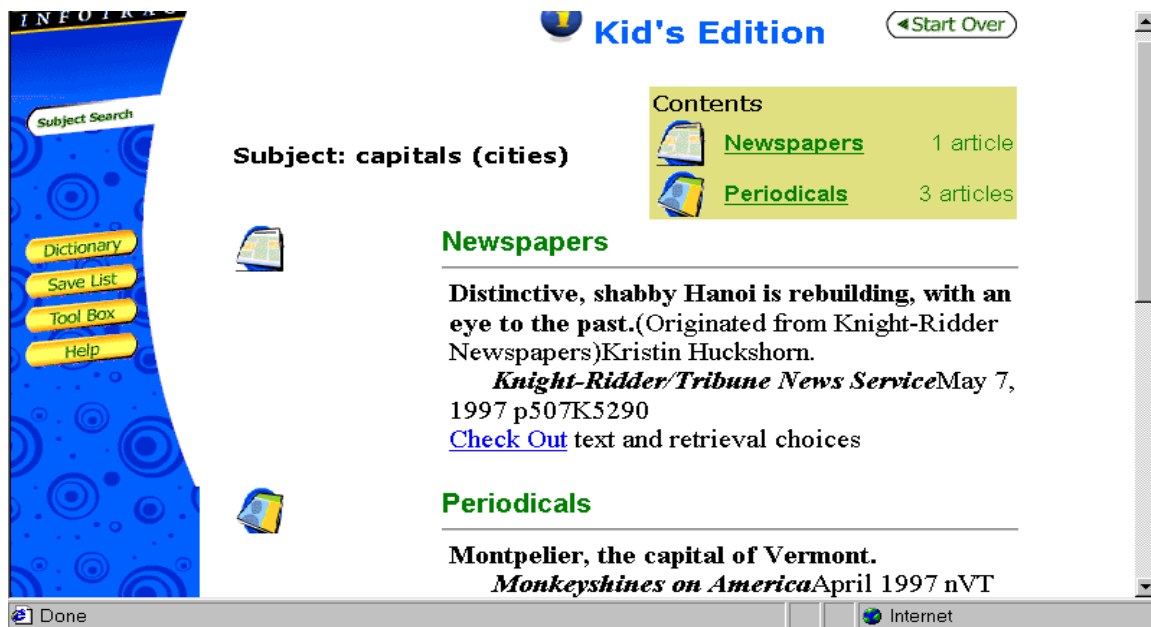 INFOTRAC
Kid's Edition
Start Over
Subject Search
Contents
Newspapers 1 article
Periodicals 3 articles
Subject: capitals (cities)
Dictionary
Save List
Tool Box
Help
Newspapers
Distinctive, shabby Hanoi is rebuilding, with an
eye to the past.(Originated from Knight-Ridder
Newspapers)Kristin Huckshorn.
Knight-Ridder/Tribune News ServiceMay 7,
1997 p507K5290
Check Out text and retrieval choices
Periodicals
Montpelier, the capital of Vermont.
Monkeyshines on AmericaApril 1997 nVT
Done
Internet